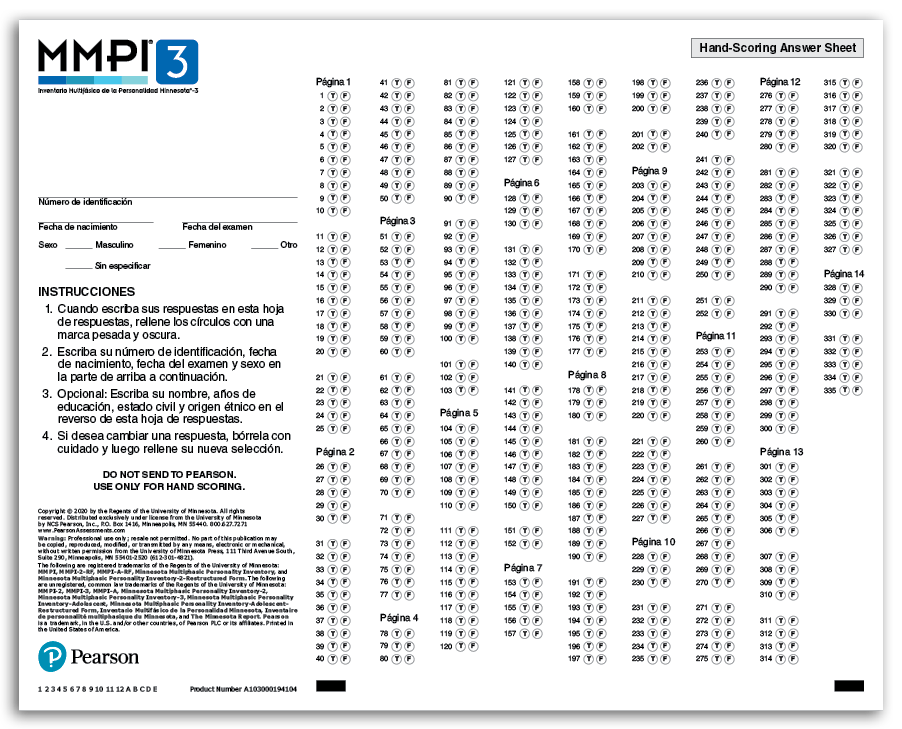 MMPI® 3
Inventario Multifásico de la Personalidad Minnesota®-3
Hand-Scoring Answer Sheet
Número de identificación
Fecha de nacimiento Fecha del examen
Sexo ______ Masculino ______ Femenino ______ Otro
______ Sin especificar
INSTRUCCIONES
1. Cuando escriba sus respuestas en esta hoja
de respuestas, rellene los círculos con una
marca pesada y oscura.
2. Escriba su número de identificación, fecha
de nacimiento, fecha del examen y sexo en
la parte de arriba a continuación.
3. Opcional: Escriba su nombre, años de
educación, estado civil y origen étnico en el
reverso de esta hoja de respuestas.
4. Si desea cambiar una respuesta, bórrela con
cuidado y luego rellene su nueva selección.
DO NOT SEND TO PEARSON.
USE ONLY FOR HAND SCORING.
Copyright © 2020 by the Regents of the University of Minnesota. All rights
reserved. Distributed exclusively under license from the University of Minnesota
by NCS Pearson, Inc., P.O. Box 1416, Minneapolis, MN 55440. 800.627.7271
www.PearsonAssessments.com
Warning: Professional use only; resale not permitted. No part of this publication may
be copied, reproduced, modified, or transmitted by any means, electronic or mechanical,
without written permission from the University of Minnesota Press, 111 Third Avenue South,
Suite 290, Minneapolis, MN 55401-2520 (612-301-4821).
The following are registered trademarks of the Regents of the University of Minnesota:
MMPI, MMPI-2-RF, MMPI-A-RF, Minnesota Multiphasic Personality Inventory, and
Minnesota Multiphasic Personality Inventory-2-Restructured Form. The following
are unregistered, common law trademarks of the Regents of the University of Minnesota:
MMPI-2, MMPI-3, MMPI-A, Minnesota Multiphasic Personality Inventory-2,
Minnesota Multiphasic Personality Inventory-3, Minnesota Multiphasic Personality
Inventory-Adolescent, Minnesota Multiphasic Personality Inventory-Adolescent-
Restructured Form, Inventario Multifásico de la Personalidad Minnesota, Inventaire
de personnalité multiphasique du Minnesota, and The Minnesota Report. Pearson
is a trademark, in the U.S. and/or other countries, of Pearson PLC or its affiliates. Printed in
the United States of America.
Pearson
1 2 3 4 5 6 7 8 9 10 11 12 A B C D E Product Number A103000194104
Página 1
1 T F
2 T F
3 T F
4 T F
5 T F
6 T F
7 T F
8 T F
9 T F
10 T F
11 T F
12 T F
13 T F
14 T F
15 T F
16 T F
17 T F
18 T F
19 T F
20 T F
21 T F
22 T F
23 T F
24 T F
25 T F
Página 2
26 T F
27 T F
28 T F
29 T F
30 T F
31 T F
32 T F
33 T F
34 T F
35 T F
36 T F
37 T F
38 T F
39 T F
40 T F
41 T F
42 T F
43 T F
44 T F
45 T F
46 T F
47 T F
48 T F
49 T F
50 T F
Página 3
51 T F
52 T F
53 T F
54 T F
55 T F
56 T F
57 T F
58 T F
59 T F
60 T F
61 T F
62 T F
63 T F
64 T F
65 T F
66 T F
67 T F
68 T F
69 T F
70 T F
71 T F
72 T F
73 T F
74 T F
75 T F
76 T F
77 T F
Página 4
78 T F
79 T F
80 T F
81 T F
82 T F
83 T F
84 T F
85 T F
86 T F
87 T F
88 T F
89 T F
90 T F
91 T F
92 T F
93 T F
94 T F
95 T F
96 T F
97 T F
98 T F
99 T F
100 T F
101 T F
102 T F
103 T F
Página 5
104 T F
105 T F
106 T F
107 T F
108 T F
109 T F
110 T F
111 T F
112 T F
113 T F
114 T F
115 T F
116 T F
117 T F
118 T F
119 T F
120 T F
121 T F
122 T F
123 T F
124 T F
125 T F
126 T F
127 T F
Página 6
128 T F
129 T F
130 T F
131 T F
132 T F
133 T F
134 T F
135 T F
136 T F
137 T F
138 T F
139 T F
140 T F
141 T F
142 T F
143 T F
144 T F
145 T F
146 T F
147 T F
148 T F
149 T F
150 T F
151 T F
152 T F
Página 7
153 T F
154 T F
155 T F
156 T F
157 T F
158 T F
159 T F
160 T F
161 T F
162 T F
163 T F
164 T F
165 T F
166 T F
167 T F
168 T F
169 T F
170 T F
171 T F
172 T F
173 T F
174 T F
175 T F
176 T F
177 T F
Página 8
178 T F
179 T F
180 T F
181 T F
182 T F
183 T F
184 T F
185 T F
186 T F
187 T F
188 T F
189 T F
190 T F
191 T F
192 T F
193 T F
194 T F
195 T F
196 T F
197 T F
198 T F
199 T F
200 T F
201 T F
202 T F
Página 9
203 T F
204 T F
205 T F
206 T F
207 T F
208 T F
209 T F
210 T F
211 T F
212 T F
213 T F
214 T F
215 T F
216 T F
217 T F
218 T F
219 T F
220 T F
221 T F
222 T F
223 T F
224 T F
225 T F
226 T F
227 T F
Página 10
228 T F
229 T F
230 T F
231 T F
232 T F
233 T F
234 T F
235 T F
236 T F
237 T F
238 T F
239 T F
240 T F
241 T F
242 T F
243 T F
244 T F
245 T F
246 T F
247 T F
248 T F
249 T F
250 T F
251 T F
252 T F
Página 11
253 T F
254 T F
255 T F
256 T F
257 T F
258 T F
259 T F
260 T F
261 T F
262 T F
263 T F
264 T F
265 T F
266 T F
267 T F
268 T F
269 T F
270 T F
271 T F
272 T F
273 T F
274 T F
275 T F
Página 12
276 T F
277 T F
278 T F
279 T F
280 T F
281 T F
282 T F
283 T F
284 T F
285 T F
286 T F
287 T F
288 T F
289 T F
290 T F
291 T F
292 T F
293 T F
294 T F
295 T F
296 T F
297 T F
298 T F
299 T F
300 T F
Página 13
301 T F
302 T F
303 T F
304 T F
305 T F
306 T F
307 T F
308 T F
309 T F
310 T F
311 T F
312 T F
313 T F
314 T F
315 T F
316 T F
317 T F
318 T F
319 T F
320 T F
321 T F
322 T F
323 T F
324 T F
325 T F
326 T F
327 T F
Página 14
328 T F
329 T F
330 T F
331 T F
332 T F
333 T F
334 T F
335 T F